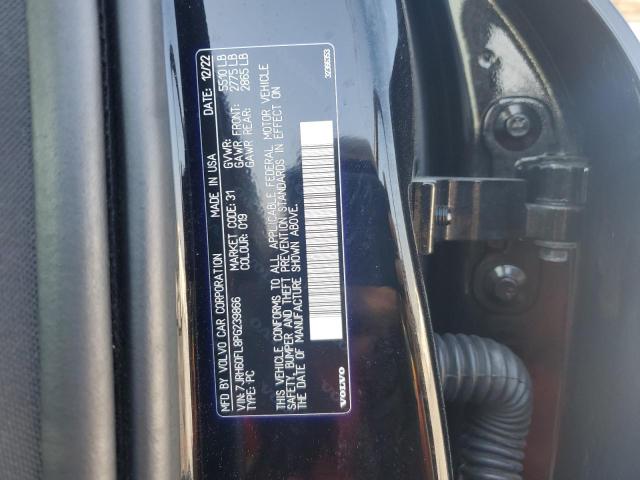 MFD. BY VOLVO CAR CORPORATION MADE IN USA DATE: 12/22
VIN: 7JRH60FL8PG239866 MARKET CODE: 31 GVWR: 5510 LB
TYPE: PC COLOUR: 019 GAWR FRONT: 2775 LB
GAWR REAR: 2865 LB
THIS VEHICLE CONFORMS TO ALL APPLICABLE FEDERAL MOTOR VEHICLE
SAFETY, BUMPER AND THEFT PREVENTION STANDARDS IN EFFECT ON
THE DATE OF MANUFACTURE SHOWN ABOVE.
VOLVO